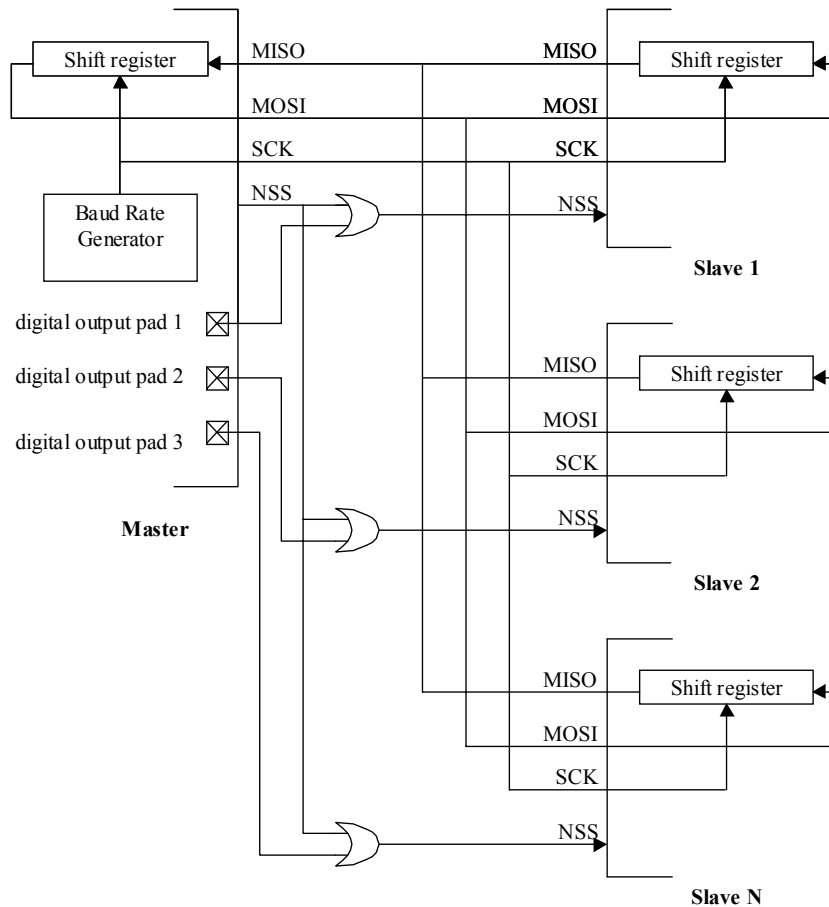 Shift register
MISO
MISO
Shift register
MOSI
MOSI
SCK
SCK
NSS
Baud Rate
Generator
NSS
Slave 1
digital output pad 1
digital output pad 2
digital output pad 3
Master
MISO
Shift register
MOSI
SCK
NSS
Slave 2
MISO
Shift register
MOSI
SCK
NSS
Slave N